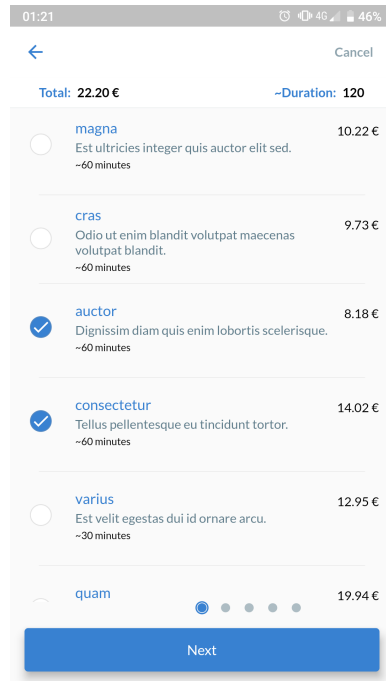 01:21 4G 46%
Cancel
Total: 22.20 € ~Duration: 120
magna 10.22 €
Est ultricies integer quis auctor elit sed.
~60 minutes
cras 9.73 €
Odio ut enim blandit volutpat maecenas
volutpat blandit.
~60 minutes
auctor 8.18 €
Dignissim diam quis enim lobortis scelerisque.
~60 minutes
consectetur 14.02 €
Tellus pellentesque eu tincidunt tortor.
~60 minutes
varius 12.95 €
Est velit egestas dui id ornare arcu.
~30 minutes
quam 19.94 €
Next